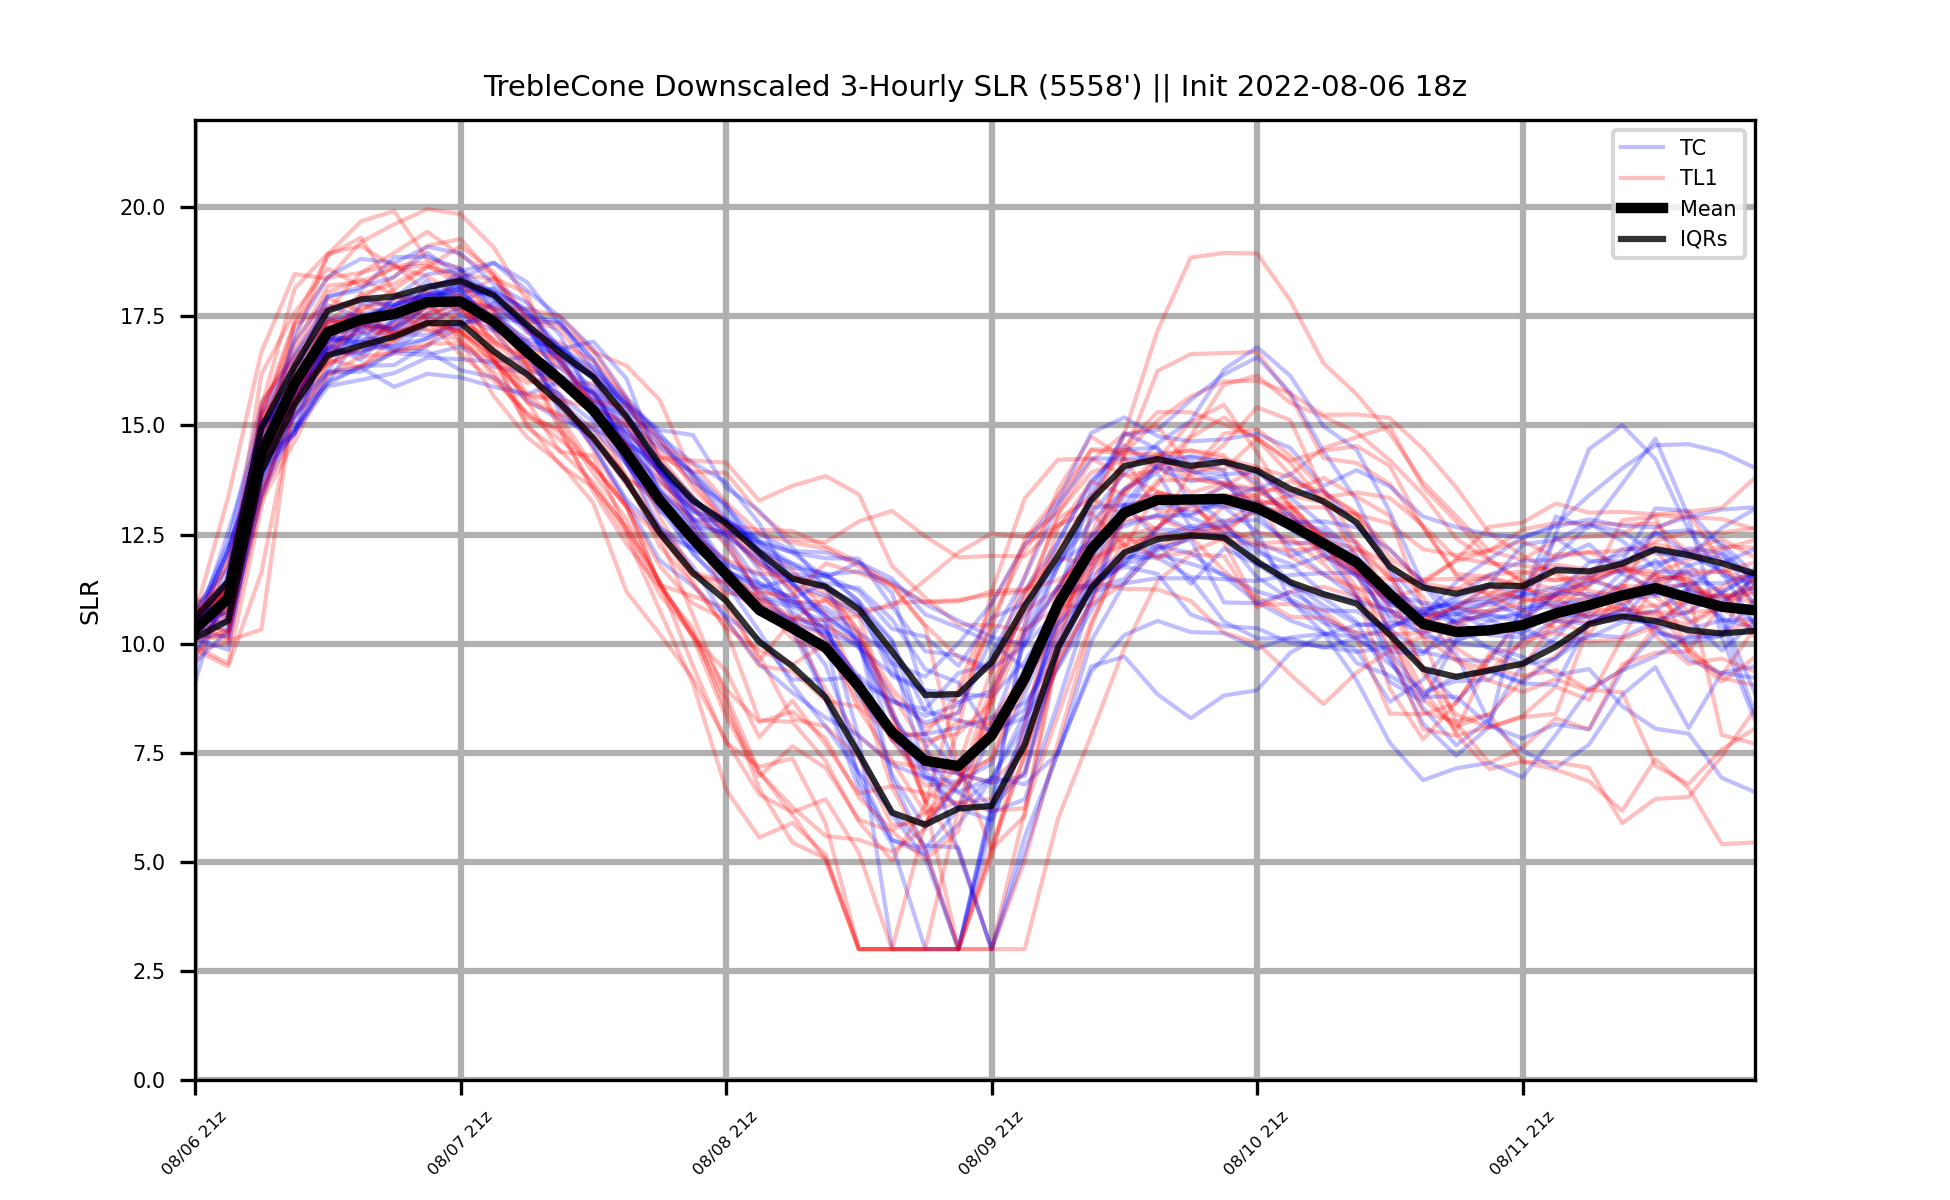 TrebleCone Downscaled 3-Hourly SLR (5558') || Init 2022-08-06 18z
TC
TL1
Mean
IQRs
SLR
20.0
17.5
15.0
12.5
10.0
7.5
5.0
2.5
0.0
08/06 21z
08/07 21z
08/08 21z
08/09 21z
08/10 21z
08/11 21z